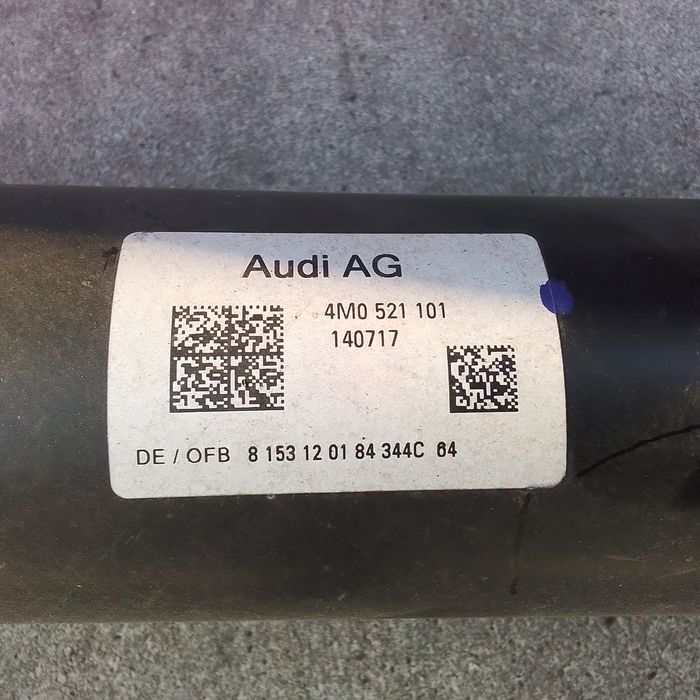 Audi AG
4M0 521 101
140717
DE / OFB 8 153 12 01 84 344C 64